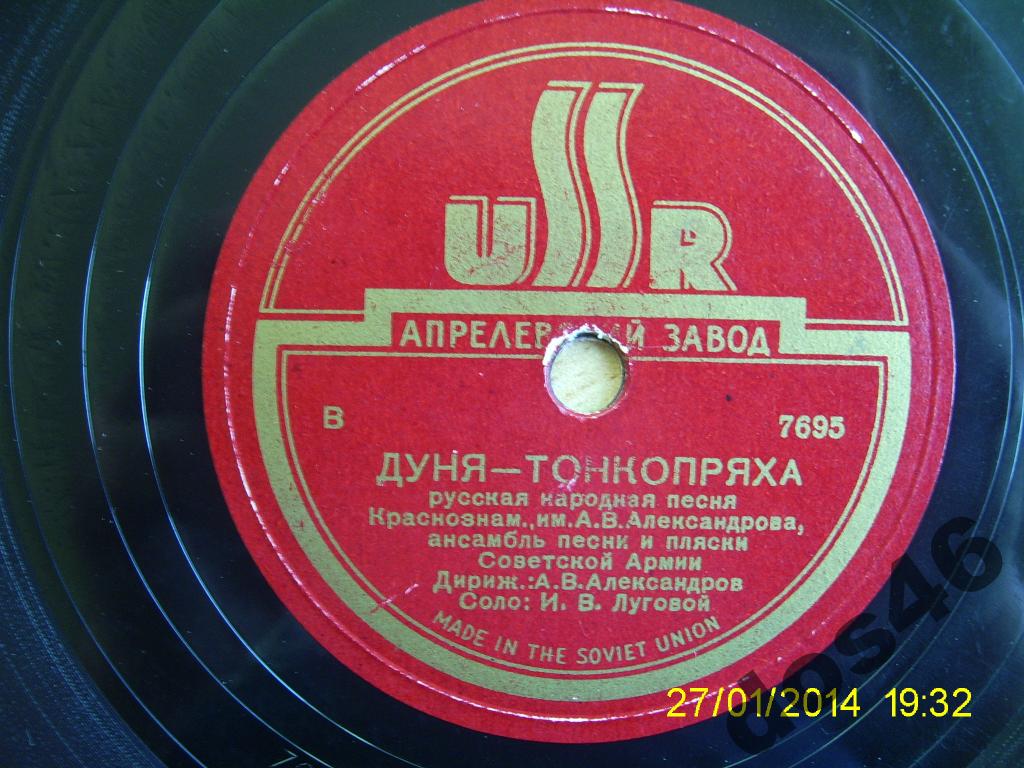 USSR
АПРЕЛЕВСКИЙ ЗАВОД
В 7695
ДУНЯ—ТОНКОПРЯХА
русская народная песня
Краснознам., им. А.В.Александрова,
ансамбль песни и пляски
Советской Армии
Дириж.: А.В.Александров
Соло: И. В. Луговой
MADE IN THE SOVIET UNION
27/01/2014 19:32
dos46